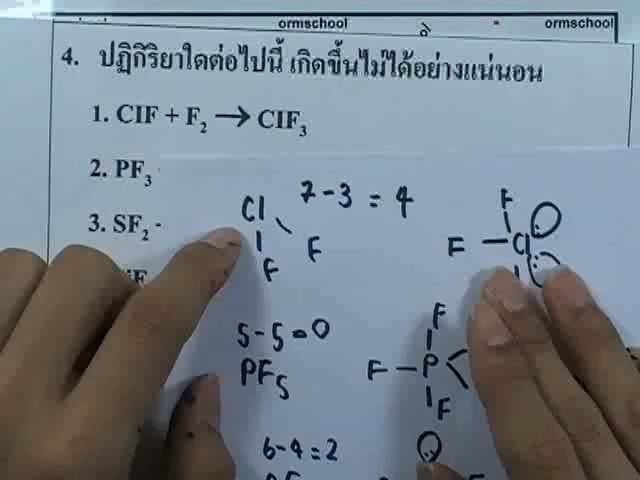 ormschool ormschool
4. ปฏิกิริยาใดต่อไปนี้ เกิดขึ้นไม่ได้อย่างแน่นอน
1. ClF + F₂ → ClF₃
2. PF₃
3. SF₂
Cl 7-3 = 4
F
F
F
F - Cl
5-5=0
PF₅
F
F - P
F
6-4=2